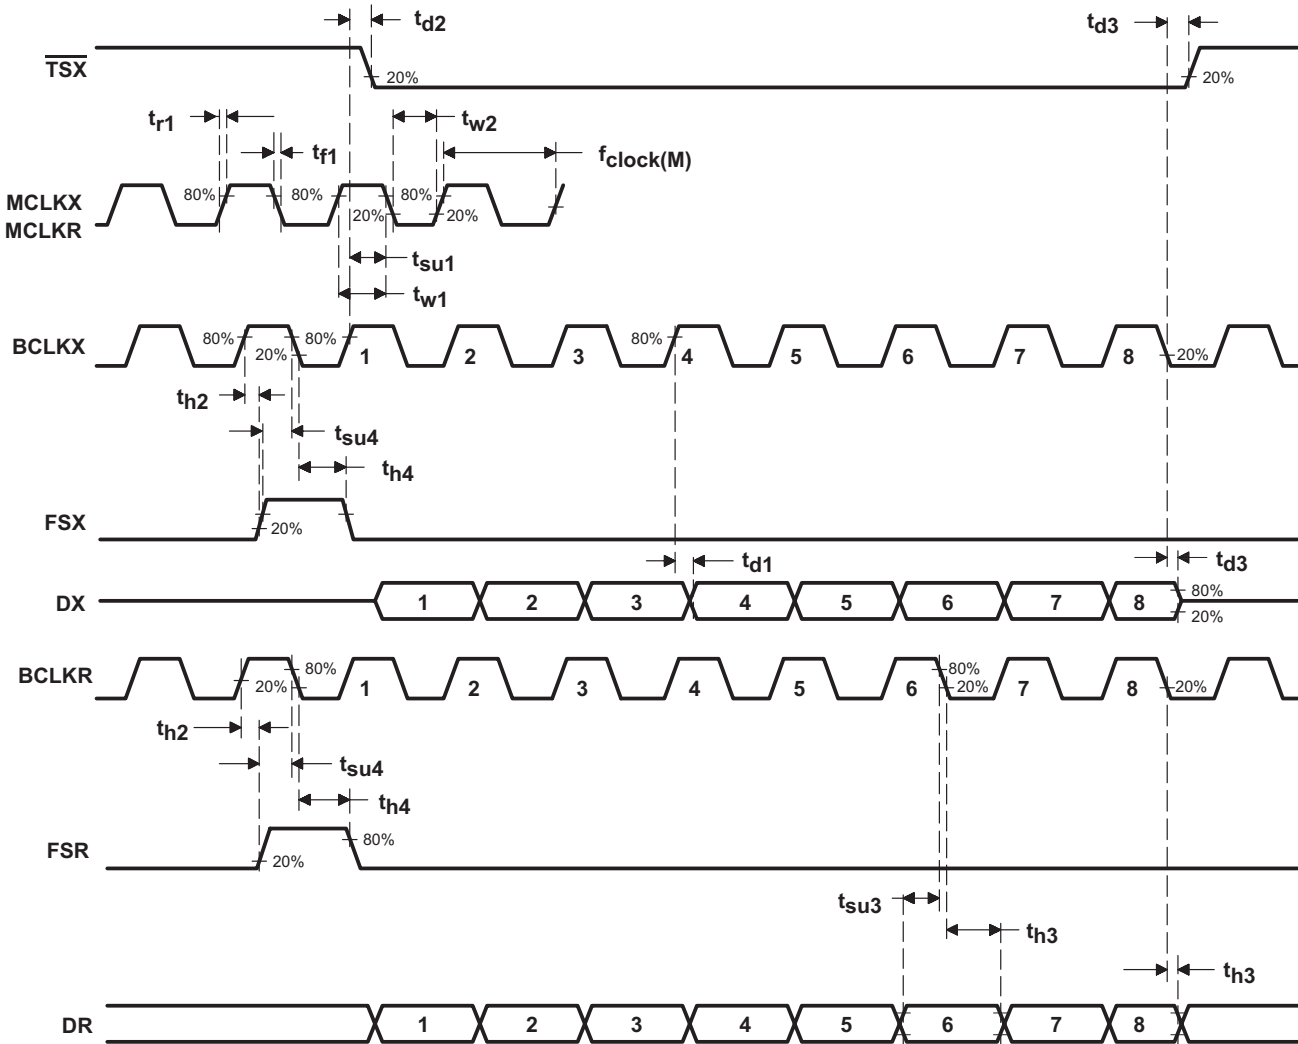 td2
td3
TSX
20%
20%
tr1
tw2
tf1
fclock(M)
MCLKX
MCLKR
80%
80%
20%
80%
20%
tsu1
tw1
BCLKX
80%
20%
80%
1
2
3
80%
4
5
6
7
8
20%
th2
tsu4
th4
FSX
20%
td1
td3
DX
1
2
3
4
5
6
7
8
80%
20%
BCLKR
20%
80%
1
2
3
4
5
6
80%
20%
7
8
20%
th2
tsu4
th4
FSR
20%
80%
tsu3
th3
th3
DR
1
2
3
4
5
6
7
8